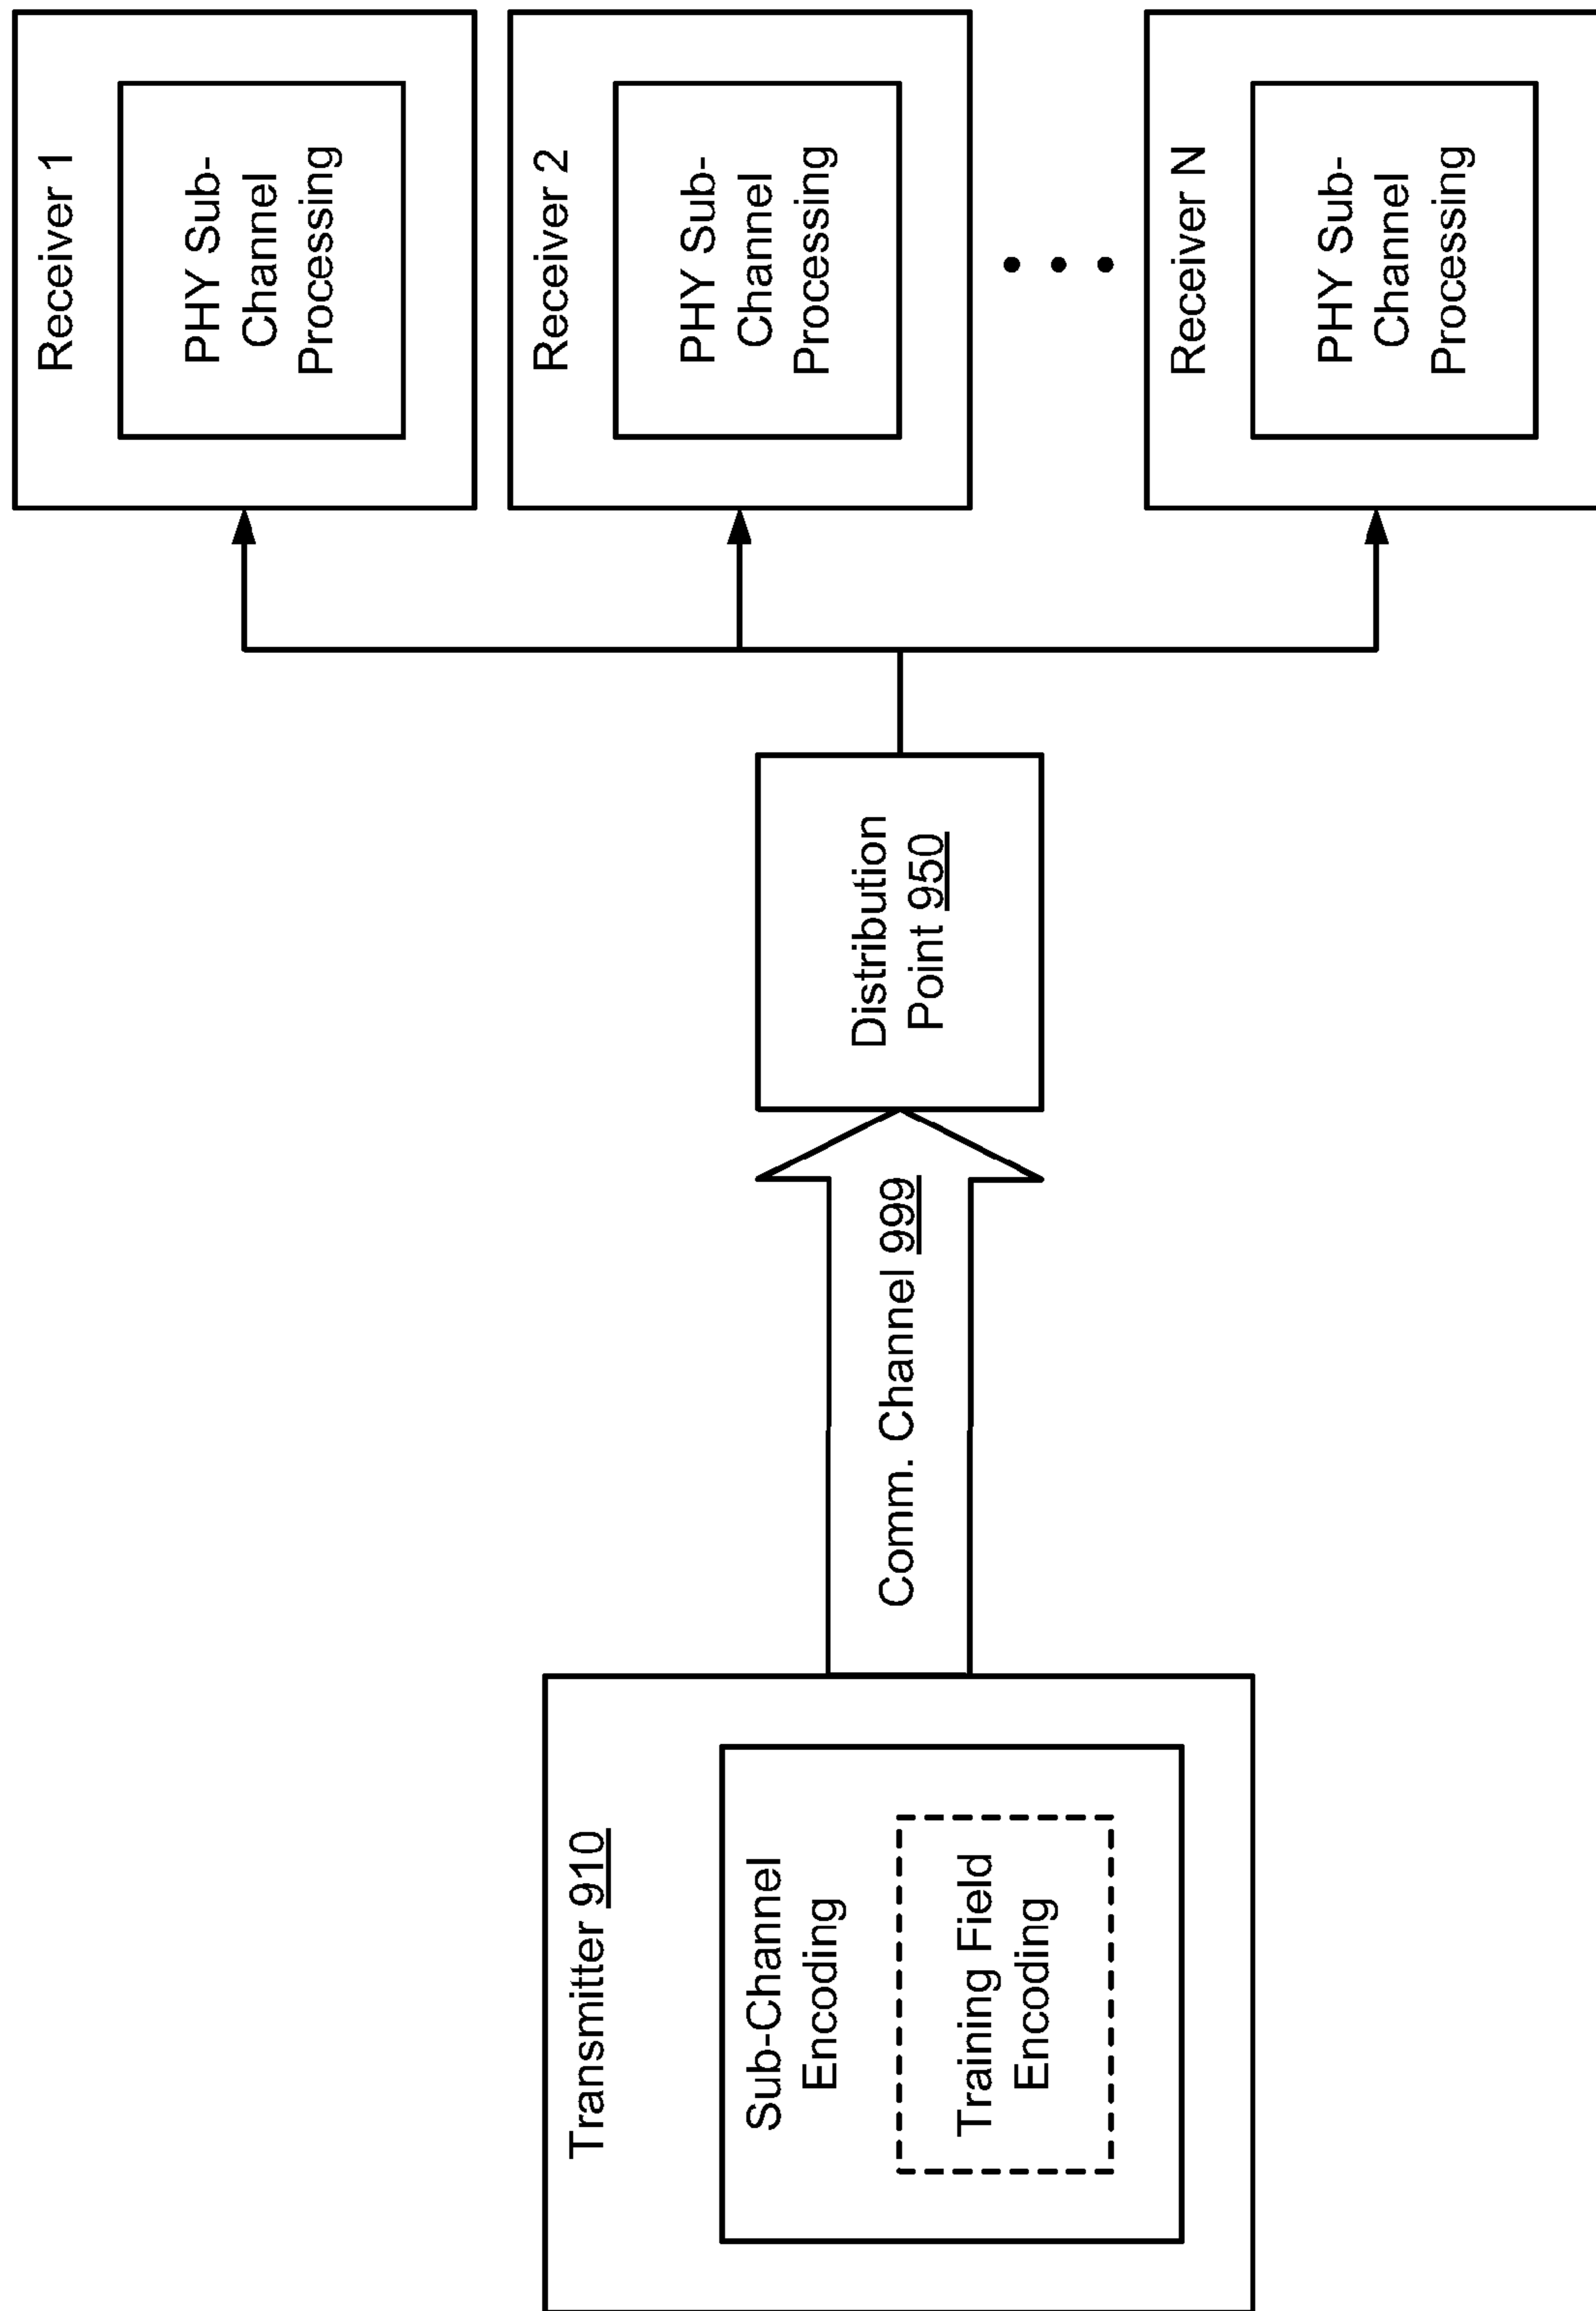 Transmitter 910
Sub-Channel
Encoding
Training Field
Encoding
Comm. Channel 999
Distribution
Point 950
Receiver 1
PHY Sub-
Channel
Processing
Receiver 2
PHY Sub-
Channel
Processing
Receiver N
PHY Sub-
Channel
Processing